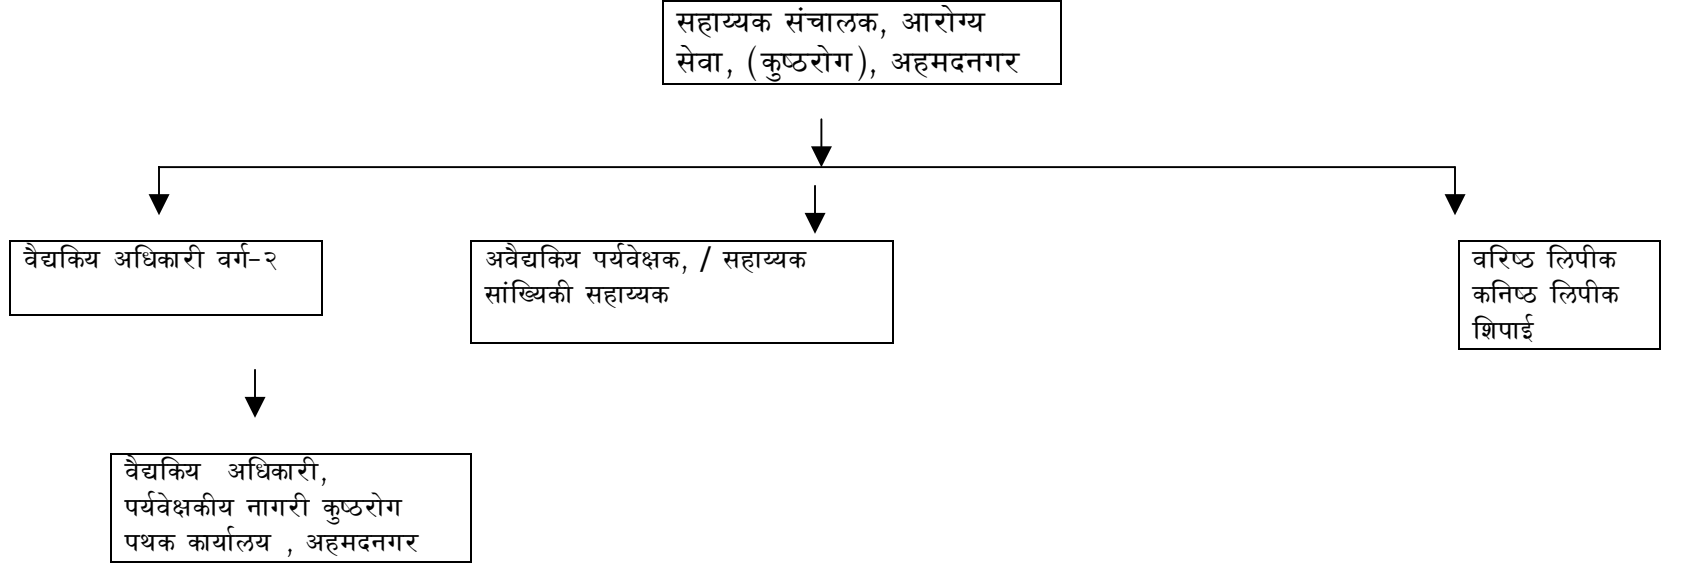 सहाय्यक संचालक, आरोग्य
सेवा, (कुष्ठरोग), अहमदनगर
वैद्यकिय अधिकारी वर्ग-२
अवैद्यकिय पर्यवेक्षक, / सहाय्यक
सांख्यिकी सहाय्यक
वरिष्ठ लिपीक
कनिष्ठ लिपीक
शिपाई
वैद्यकिय अधिकारी,
पर्यवेक्षकीय नागरी कुष्ठरोग
पथक कार्यालय , अहमदनगर